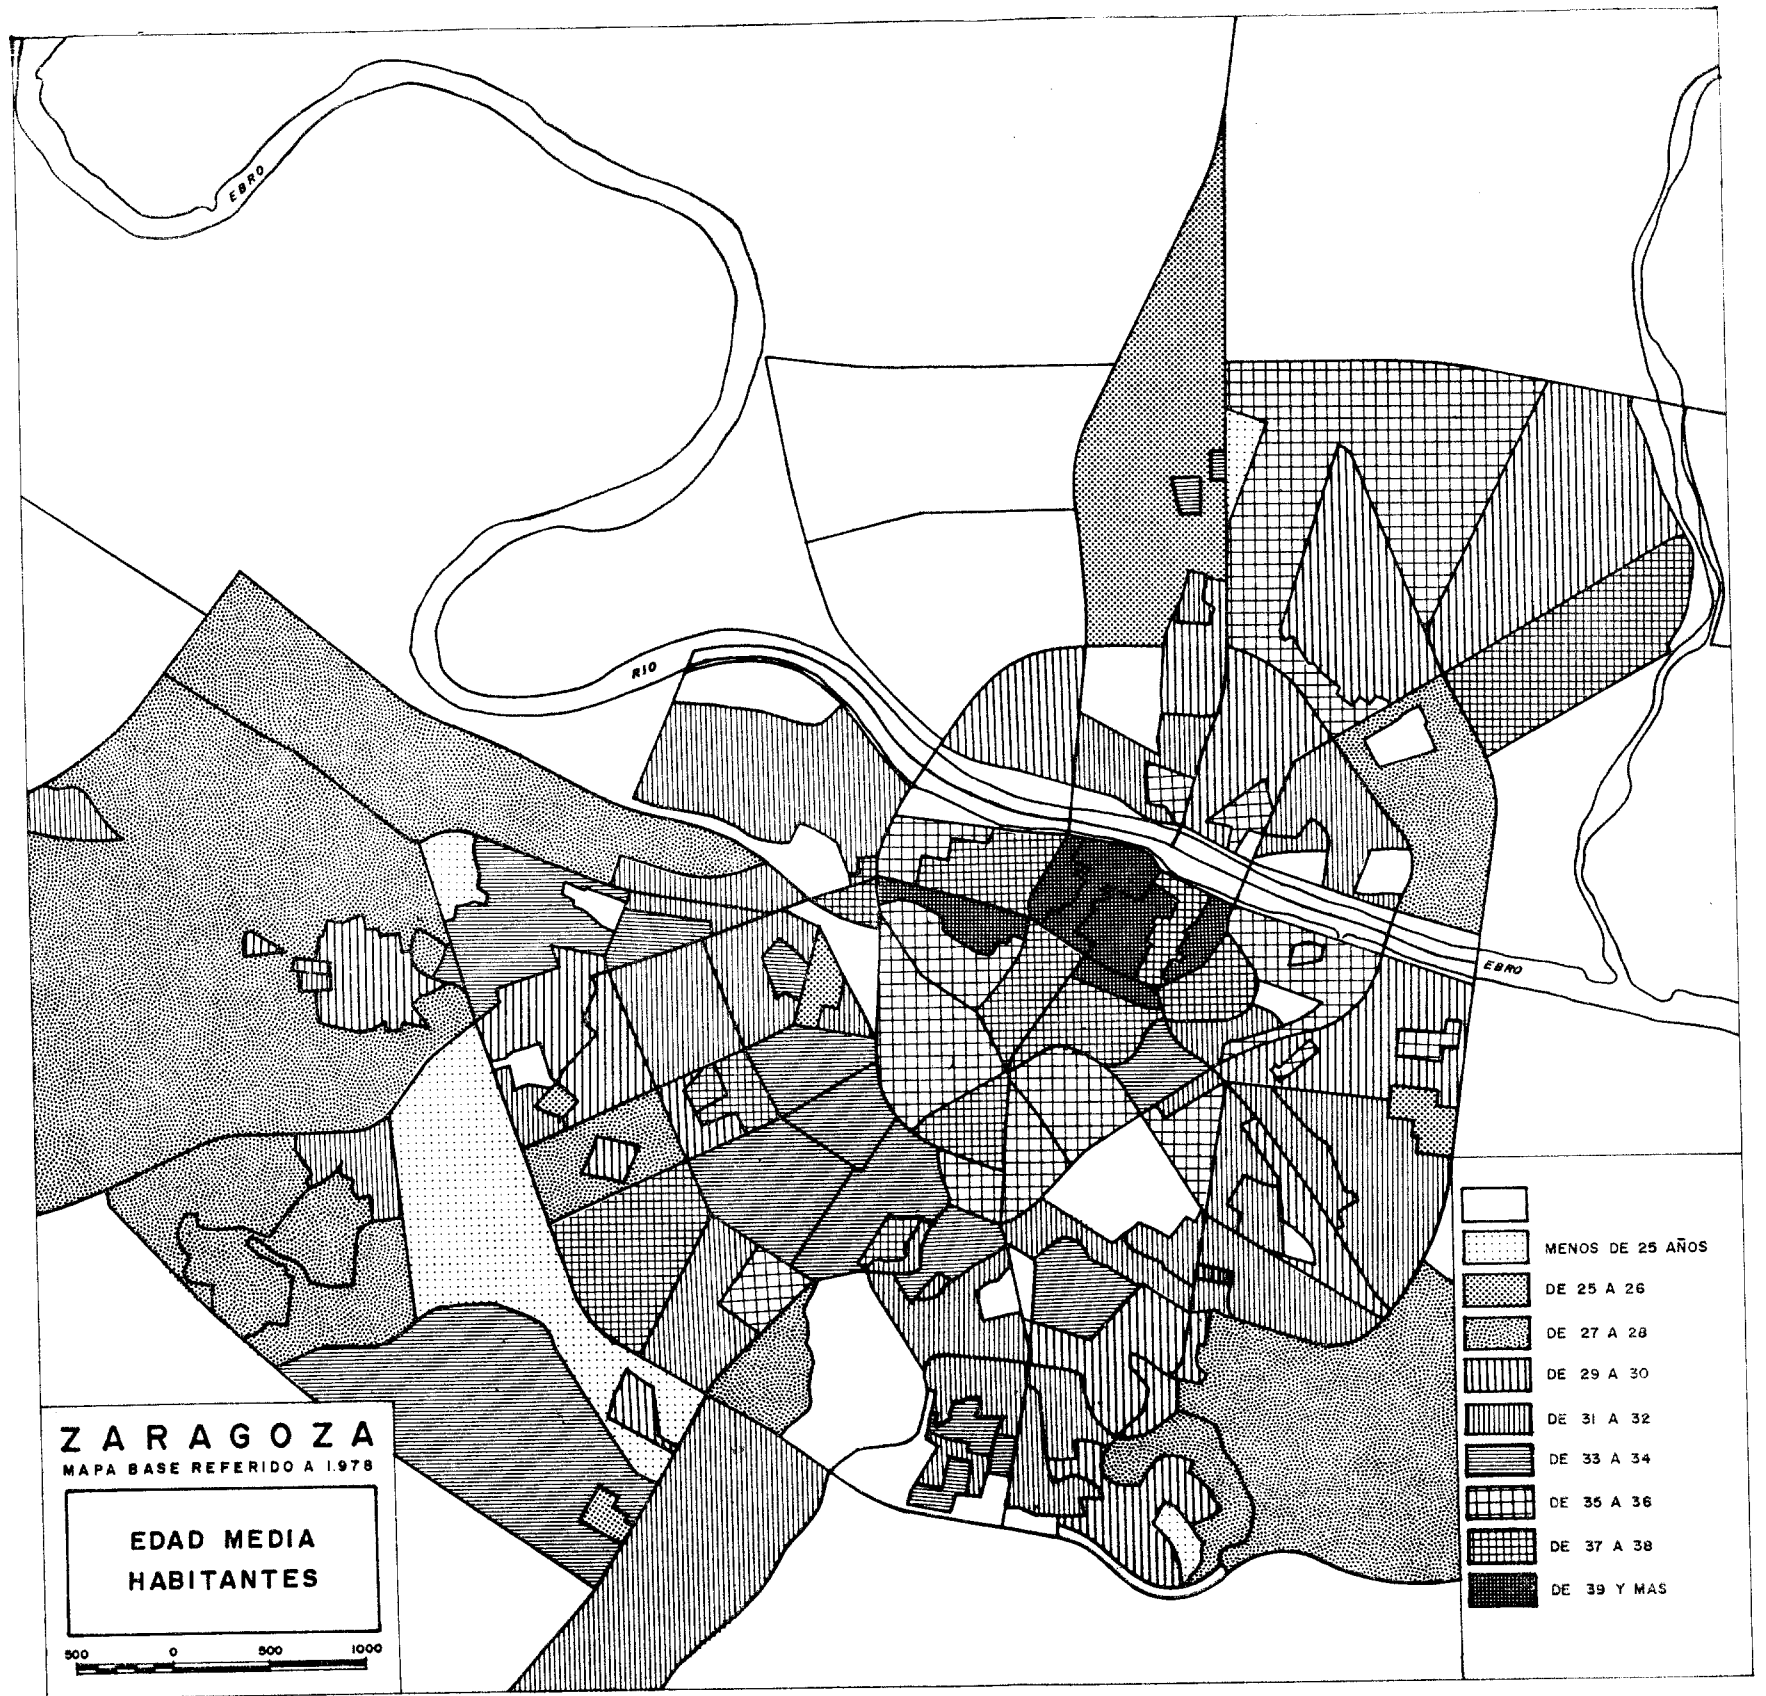 EBRO
RIO
EBRO
MENOS DE 25 AÑOS
DE 25 A 26
DE 27 A 28
DE 29 A 30
DE 31 A 32
DE 33 A 34
DE 35 A 36
DE 37 A 38
DE 39 Y MAS
ZARAGOZA
MAPA BASE REFERIDO A 1.978
EDAD MEDIA
HABITANTES
500 0 500 1000